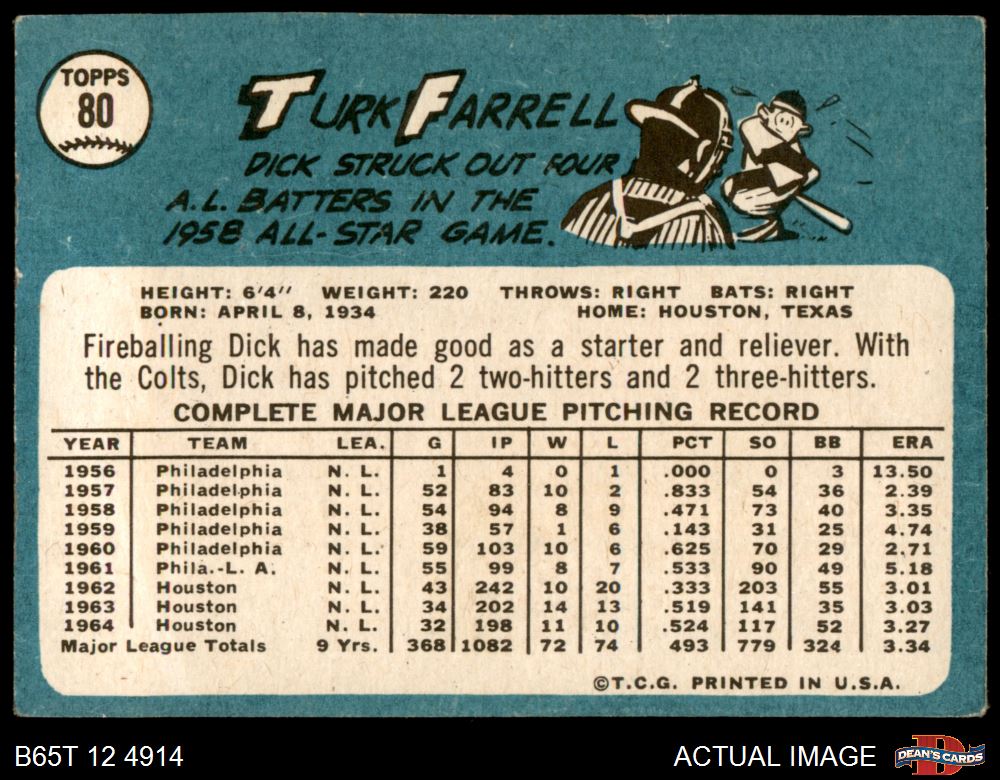 TOPPS
80
TURK FARRELL
DICK STRUCK OUT FOUR
A.L. BATTERS IN THE
1958 ALL-STAR GAME.
HEIGHT: 6'4" WEIGHT: 220 THROWS: RIGHT BATS: RIGHT
BORN: APRIL 8, 1934 HOME: HOUSTON, TEXAS
Fireballing Dick has made good as a starter and reliever. With
the Colts, Dick has pitched 2 two-hitters and 2 three-hitters.
COMPLETE MAJOR LEAGUE PITCHING RECORD
YEAR TEAM LEA. G IP W L PCT SO BB ERA
1956 Philadelphia N. L. 1 4 0 1 .000 0 3 13.50
1957 Philadelphia N. L. 52 83 10 2 .833 54 36 2.39
1958 Philadelphia N. L. 54 94 8 9 .471 73 40 3.35
1959 Philadelphia N. L. 38 57 1 6 .143 31 25 4.74
1960 Philadelphia N. L. 59 103 10 6 .625 70 29 2.71
1961 Phila.-L. A. N. L. 55 99 8 7 .533 90 49 5.18
1962 Houston N. L. 43 242 10 20 .333 203 55 3.01
1963 Houston N. L. 34 202 14 13 .519 141 35 3.03
1964 Houston N. L. 32 198 11 10 .524 117 52 3.27
Major League Totals 9 Yrs. 368 1082 72 74 493 779 324 3.34
©T.C.G. PRINTED IN U.S.A.
B65T 12 4914 ACTUAL IMAGE
DEAN'S CARDS